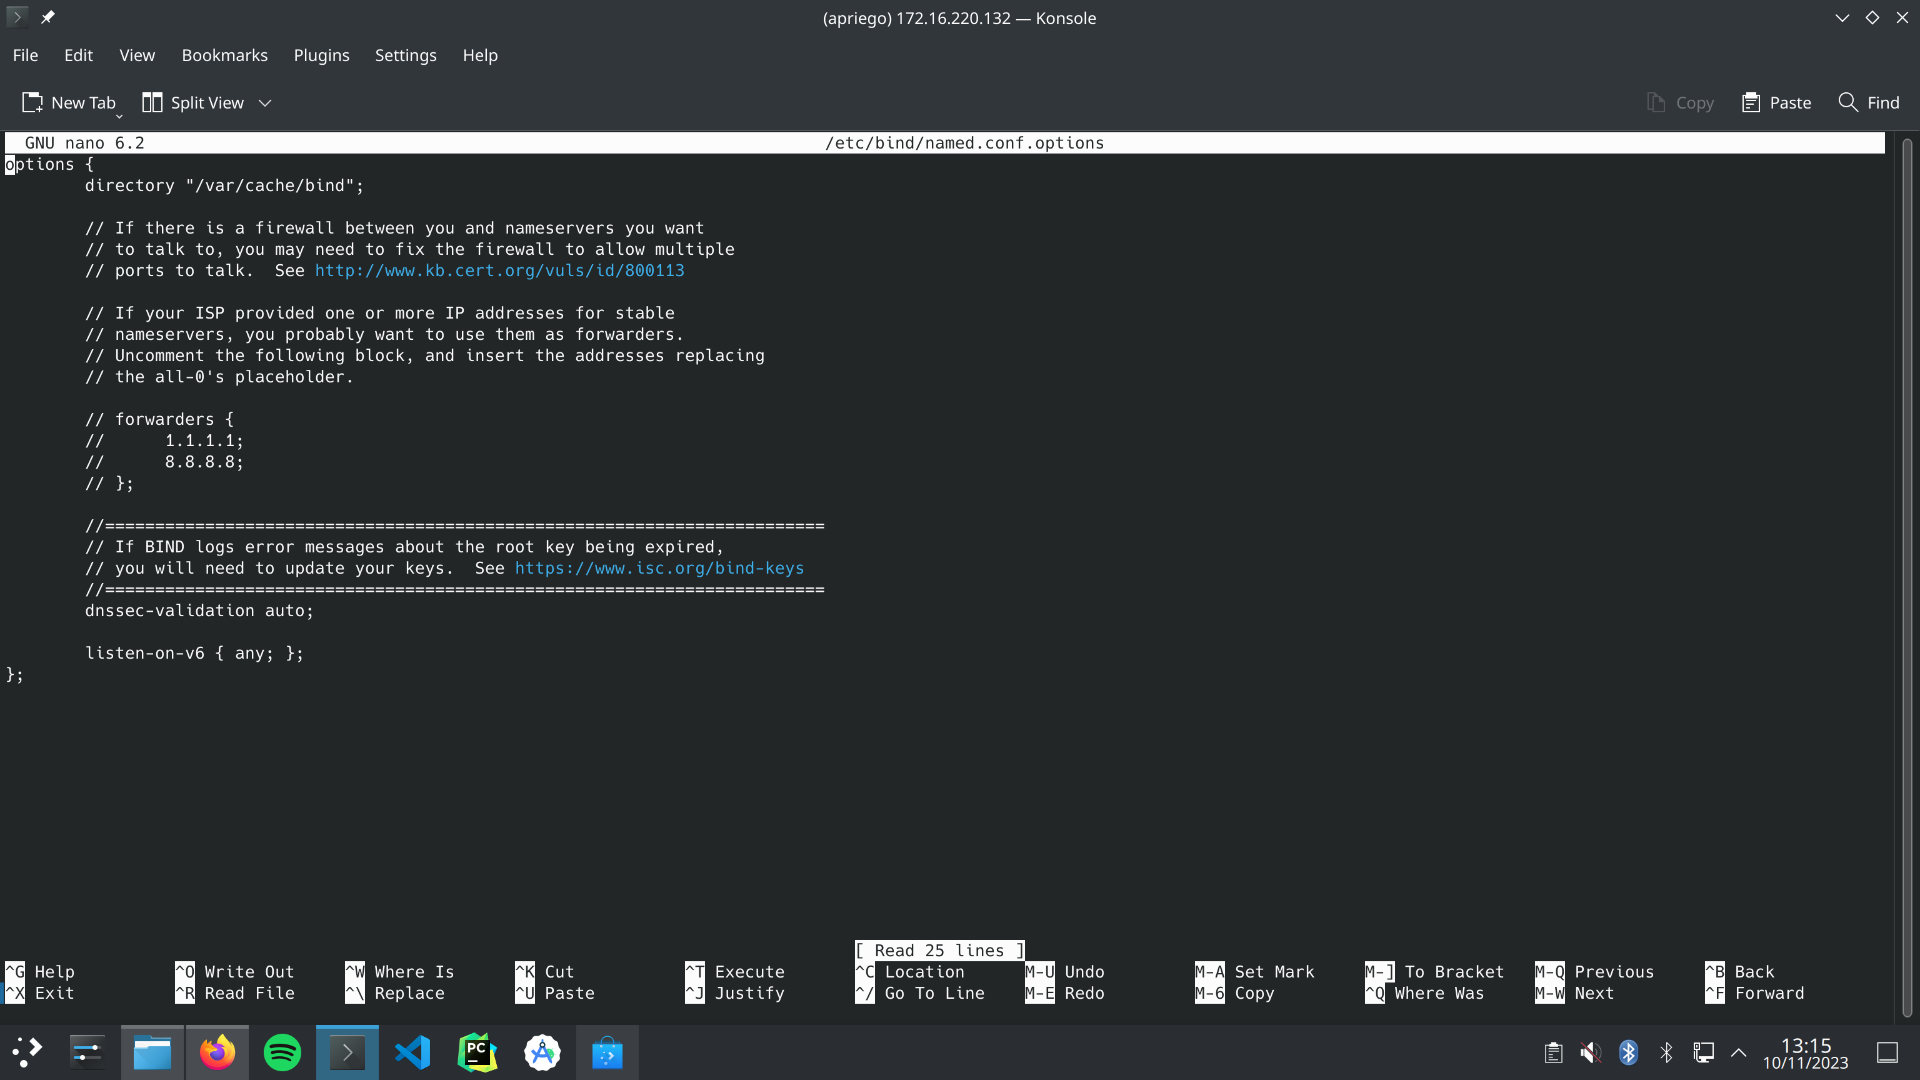 (apriego) 172.16.220.132 — Konsole
File Edit View Bookmarks Plugins Settings Help
New Tab Split View Copy Paste Find
GNU nano 6.2 /etc/bind/named.conf.options
options {
        directory "/var/cache/bind";

        // If there is a firewall between you and nameservers you want
        // to talk to, you may need to fix the firewall to allow multiple
        // ports to talk.  See http://www.kb.cert.org/vuls/id/800113

        // If your ISP provided one or more IP addresses for stable
        // nameservers, you probably want to use them as forwarders.
        // Uncomment the following block, and insert the addresses replacing
        // the all-0's placeholder.

        // forwarders {
        //      1.1.1.1;
        //      8.8.8.8;
        // };

        //========================================================================
        // If BIND logs error messages about the root key being expired,
        // you will need to update your keys.  See https://www.isc.org/bind-keys
        //========================================================================
        dnssec-validation auto;

        listen-on-v6 { any; };
};
[ Read 25 lines ]
^G Help ^O Write Out ^W Where Is ^K Cut ^T Execute ^C Location M-U Undo M-A Set Mark M-] To Bracket M-Q Previous ^B Back
^X Exit ^R Read File ^\ Replace ^U Paste ^J Justify ^/ Go To Line M-E Redo M-6 Copy ^Q Where Was M-W Next ^F Forward
PC
13:15
10/11/2023